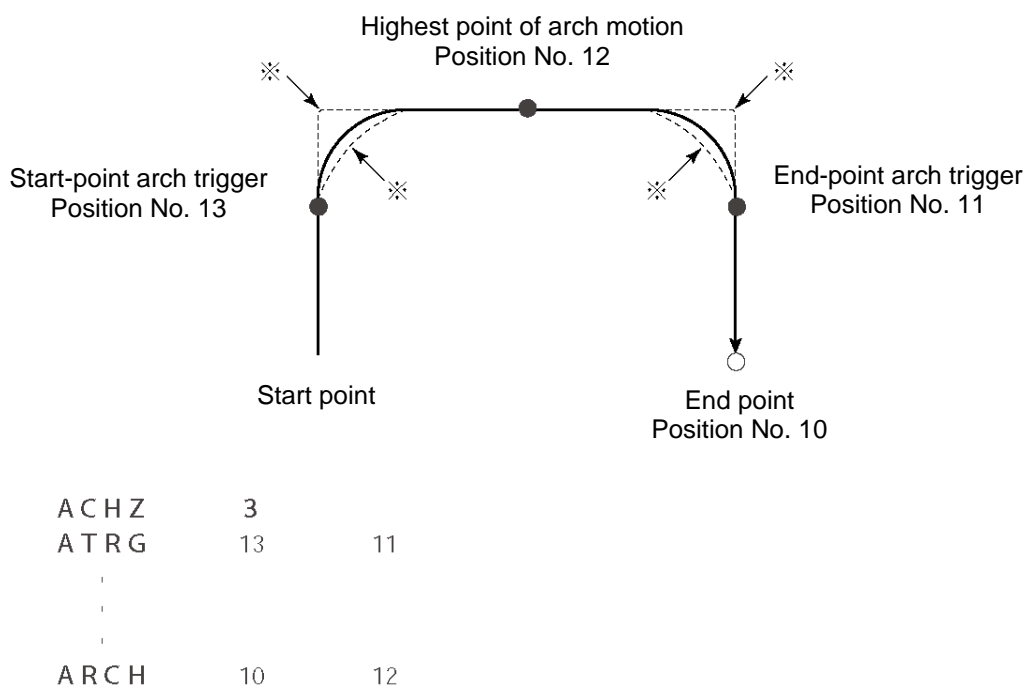 Highest point of arch motion
Position No. 12
※
※
Start-point arch trigger
Position No. 13
※
※
End-point arch trigger
Position No. 11
Start point
End point
Position No. 10
ACHZ 3
ATRG 13 11
ARCH 10 12